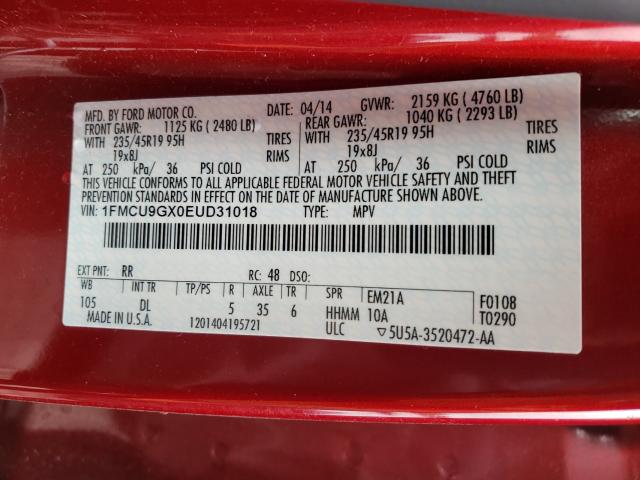 MFD. BY FORD MOTOR CO. DATE: 04/14 GVWR: 2159 KG ( 4760 LB)
FRONT GAWR: 1125 KG ( 2480 LB) REAR GAWR: 1040 KG ( 2293 LB)
WITH 235/45R19 95H TIRES WITH 235/45R19 95H TIRES
19x8J RIMS 19x8J RIMS
AT 250 kPa/ 36 PSI COLD AT 250 kPa/ 36 PSI COLD
THIS VEHICLE CONFORMS TO ALL APPLICABLE FEDERAL MOTOR VEHICLE SAFETY AND THEFT
PREVENTION STANDARDS IN EFFECT ON THE DATE OF MANUFACTURE SHOWN ABOVE.
VIN: 1FMCU9GX0EUD31018 TYPE: MPV
EXT PNT: RR RC: 48 DSO:
WB INT TR TP/PS R AXLE TR SPR EM21A F0108
105 DL 5 35 6 HHMM 10A T0290
MADE IN U.S.A. 1201404195721 ULC ▽5U5A-3520472-AA